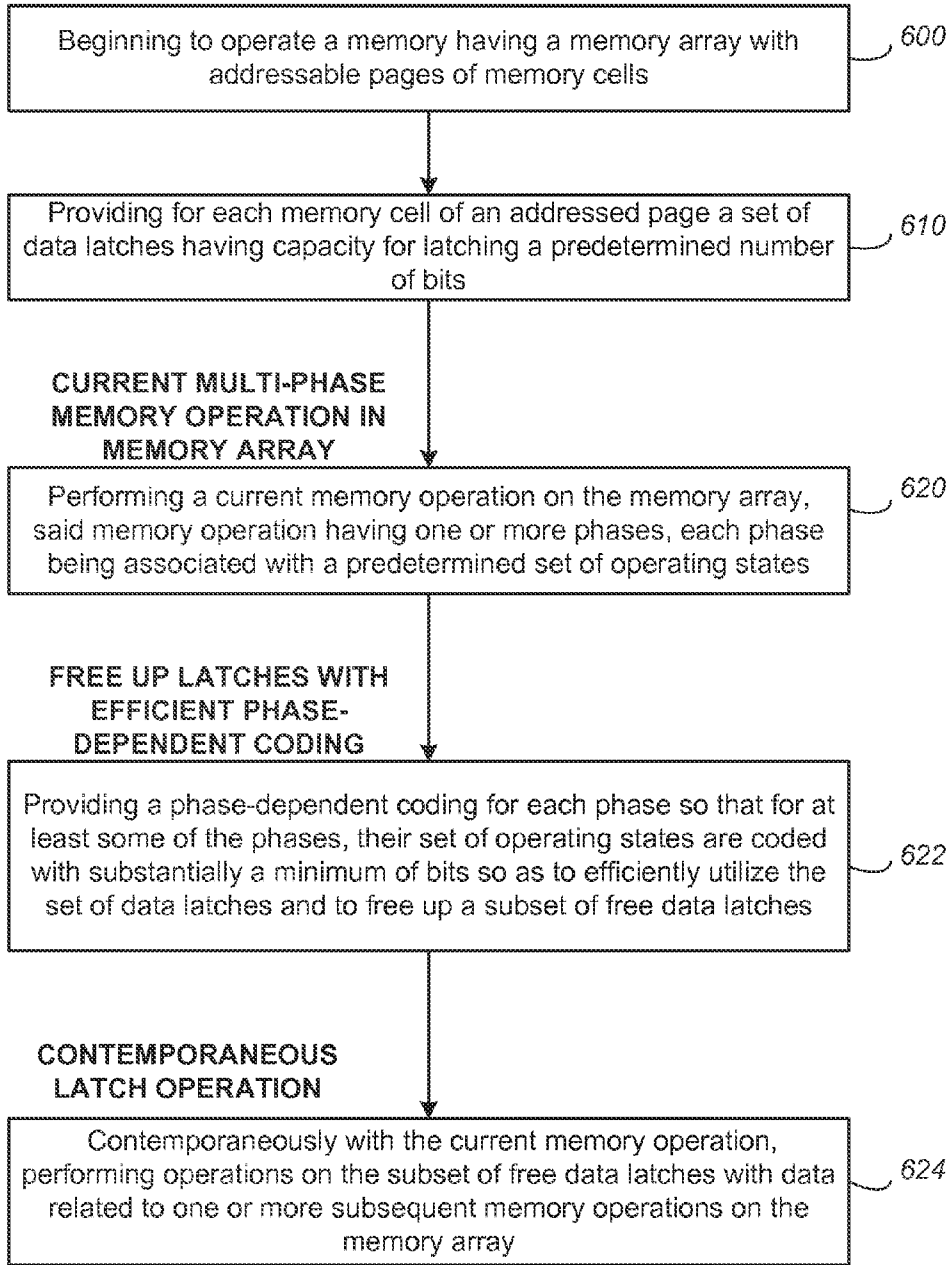 Beginning to operate a memory having a memory array with
addressable pages of memory cells
600
Providing for each memory cell of an addressed page a set of
data latches having capacity for latching a predetermined number
of bits
610
CURRENT MULTI-PHASE
MEMORY OPERATION IN
MEMORY ARRAY
Performing a current memory operation on the memory array,
said memory operation having one or more phases, each phase
being associated with a predetermined set of operating states
620
FREE UP LATCHES WITH
EFFICIENT PHASE-
DEPENDENT CODING
Providing a phase-dependent coding for each phase so that for at
least some of the phases, their set of operating states are coded
with substantially a minimum of bits so as to efficiently utilize the
set of data latches and to free up a subset of free data latches
622
CONTEMPORANEOUS
LATCH OPERATION
Contemporaneously with the current memory operation,
performing operations on the subset of free data latches with data
related to one or more subsequent memory operations on the
memory array
624